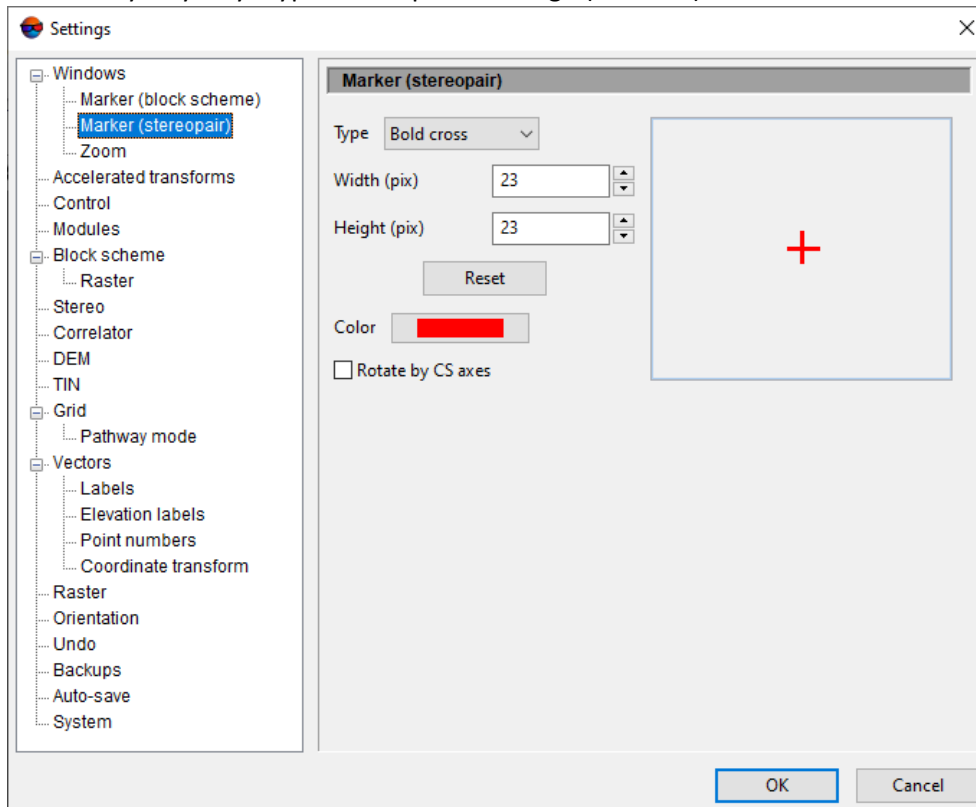 Settings
Windows
Marker (block scheme)
Marker (stereopair)
Zoom
Accelerated transforms
Control
Modules
Block scheme
Raster
Stereo
Correlator
DEM
TIN
Grid
Pathway mode
Vectors
Labels
Elevation labels
Point numbers
Coordinate transform
Raster
Orientation
Undo
Backups
Auto-save
System
Marker (stereopair)
Type Bold cross
Width (pix) 23
Height (pix) 23
Reset
Color
Rotate by CS axes
OK Cancel